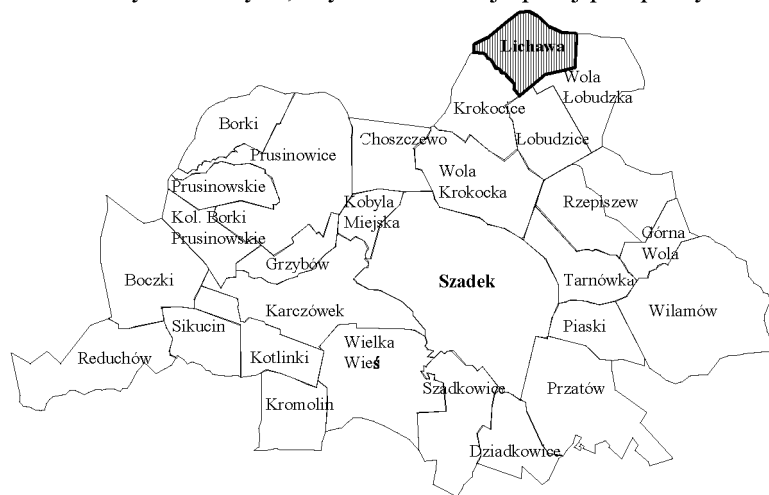 Lichawa
Wola
Łobudzka
Krokocice
Borki
Choszczewo
Łobudzice
Prusinowice
Wola
Krokocka
Prusinowskie
Kobyla
Miejska
Rzepiszew
Kol. Borki
Prusinowskie
Górna
Wola
Grzybów
Boczki
Szadek
Tarnówka
Karczówek
Wilamów
Sikucin
Piaski
Reduchów
Kotlinki
Wielka
Wieś
Szadkowice
Przatów
Kromolin
Dziadkowice